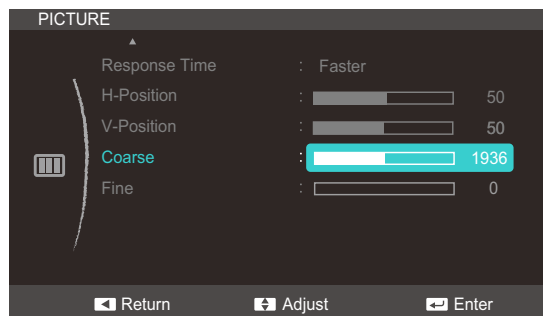 PICTURE
Response Time : Faster
H-Position : 50
V-Position : 50
Coarse : 1936
Fine : 0
Return Adjust Enter